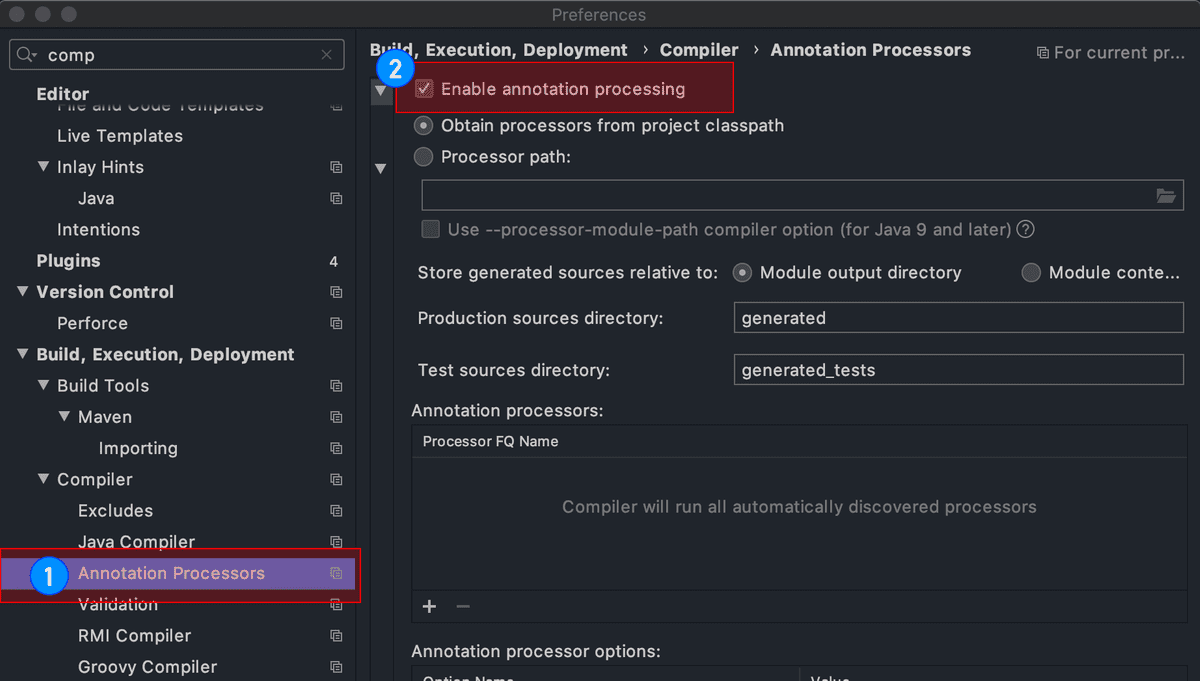 Preferences
comp
Editor
File and Code Templates
Live Templates
Inlay Hints
Java
Intentions
Plugins 4
Version Control
Perforce
Build, Execution, Deployment
Build Tools
Maven
Importing
Compiler
Excludes
Java Compiler
1 Annotation Processors
Validation
RMI Compiler
Groovy Compiler
Build, Execution, Deployment › Compiler › Annotation Processors For current pr...
2
Enable annotation processing
Obtain processors from project classpath
Processor path:
Use --processor-module-path compiler option (for Java 9 and later) ?
Store generated sources relative to: Module output directory Module conte...
Production sources directory: generated
Test sources directory: generated_tests
Annotation processors:
Processor FQ Name
Compiler will run all automatically discovered processors
Annotation processor options:
Option Name Value